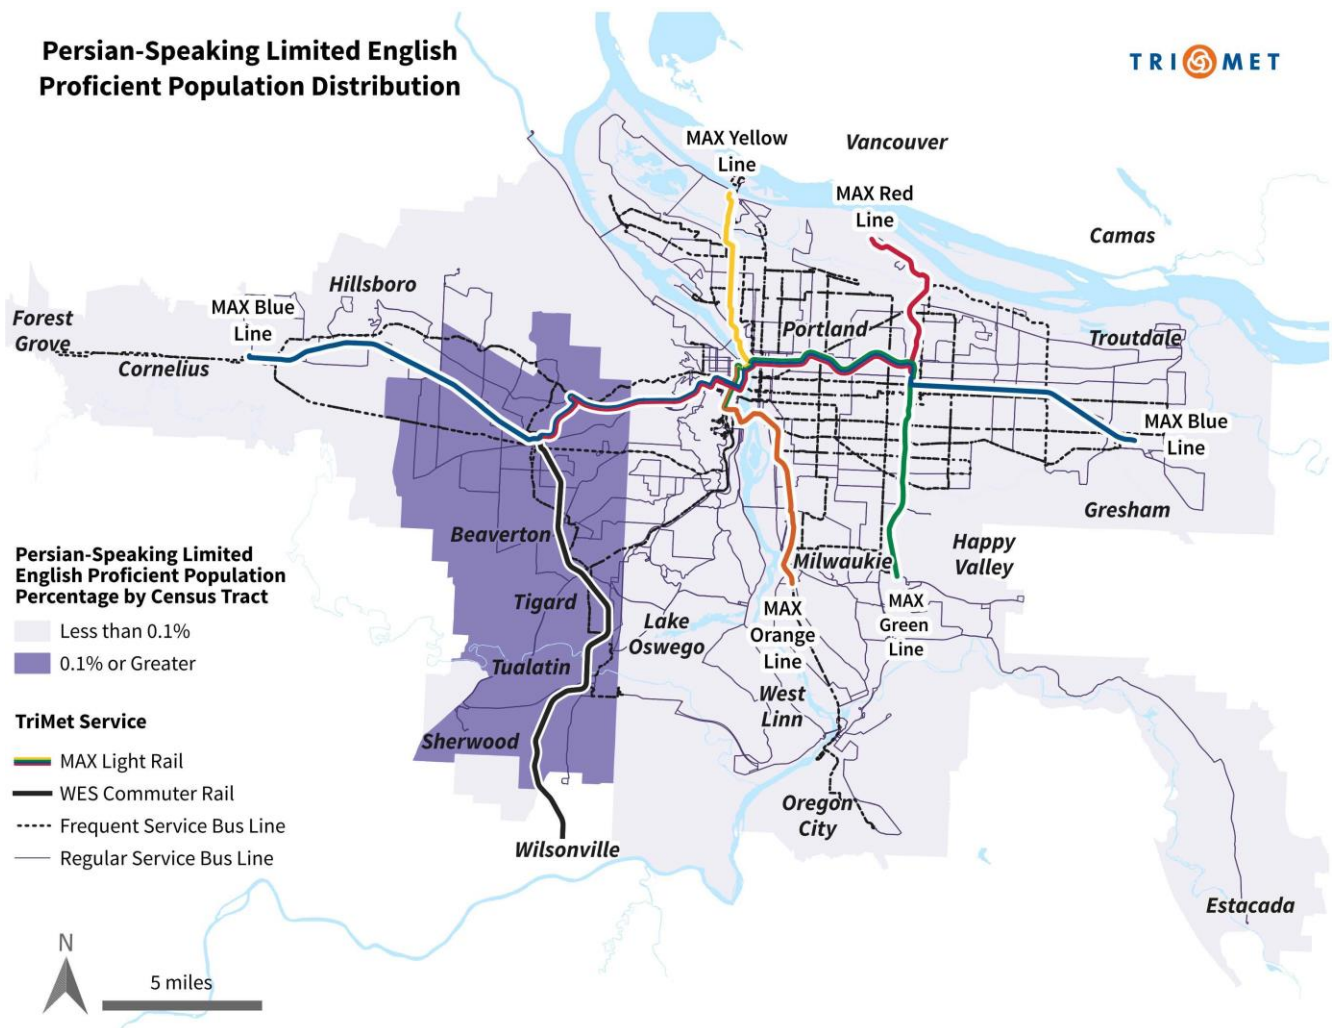 Persian-Speaking Limited English
Proficient Population Distribution
TRI MET
MAX Yellow
Line
Vancouver
MAX Red
Line
Camas
Hillsboro
MAX Blue
Line
Forest
Grove
Cornelius
Portland
Troutdale
MAX Blue
Line
Gresham
Beaverton
Happy
Valley
Milwaukie
Tigard
Lake
Oswego
MAX
Orange
Line
MAX
Green
Line
Tualatin
West
Linn
Sherwood
Oregon
City
Wilsonville
Estacada
Persian-Speaking Limited
English Proficient Population
Percentage by Census Tract
Less than 0.1%
0.1% or Greater
TriMet Service
MAX Light Rail
WES Commuter Rail
Frequent Service Bus Line
Regular Service Bus Line
N
5 miles